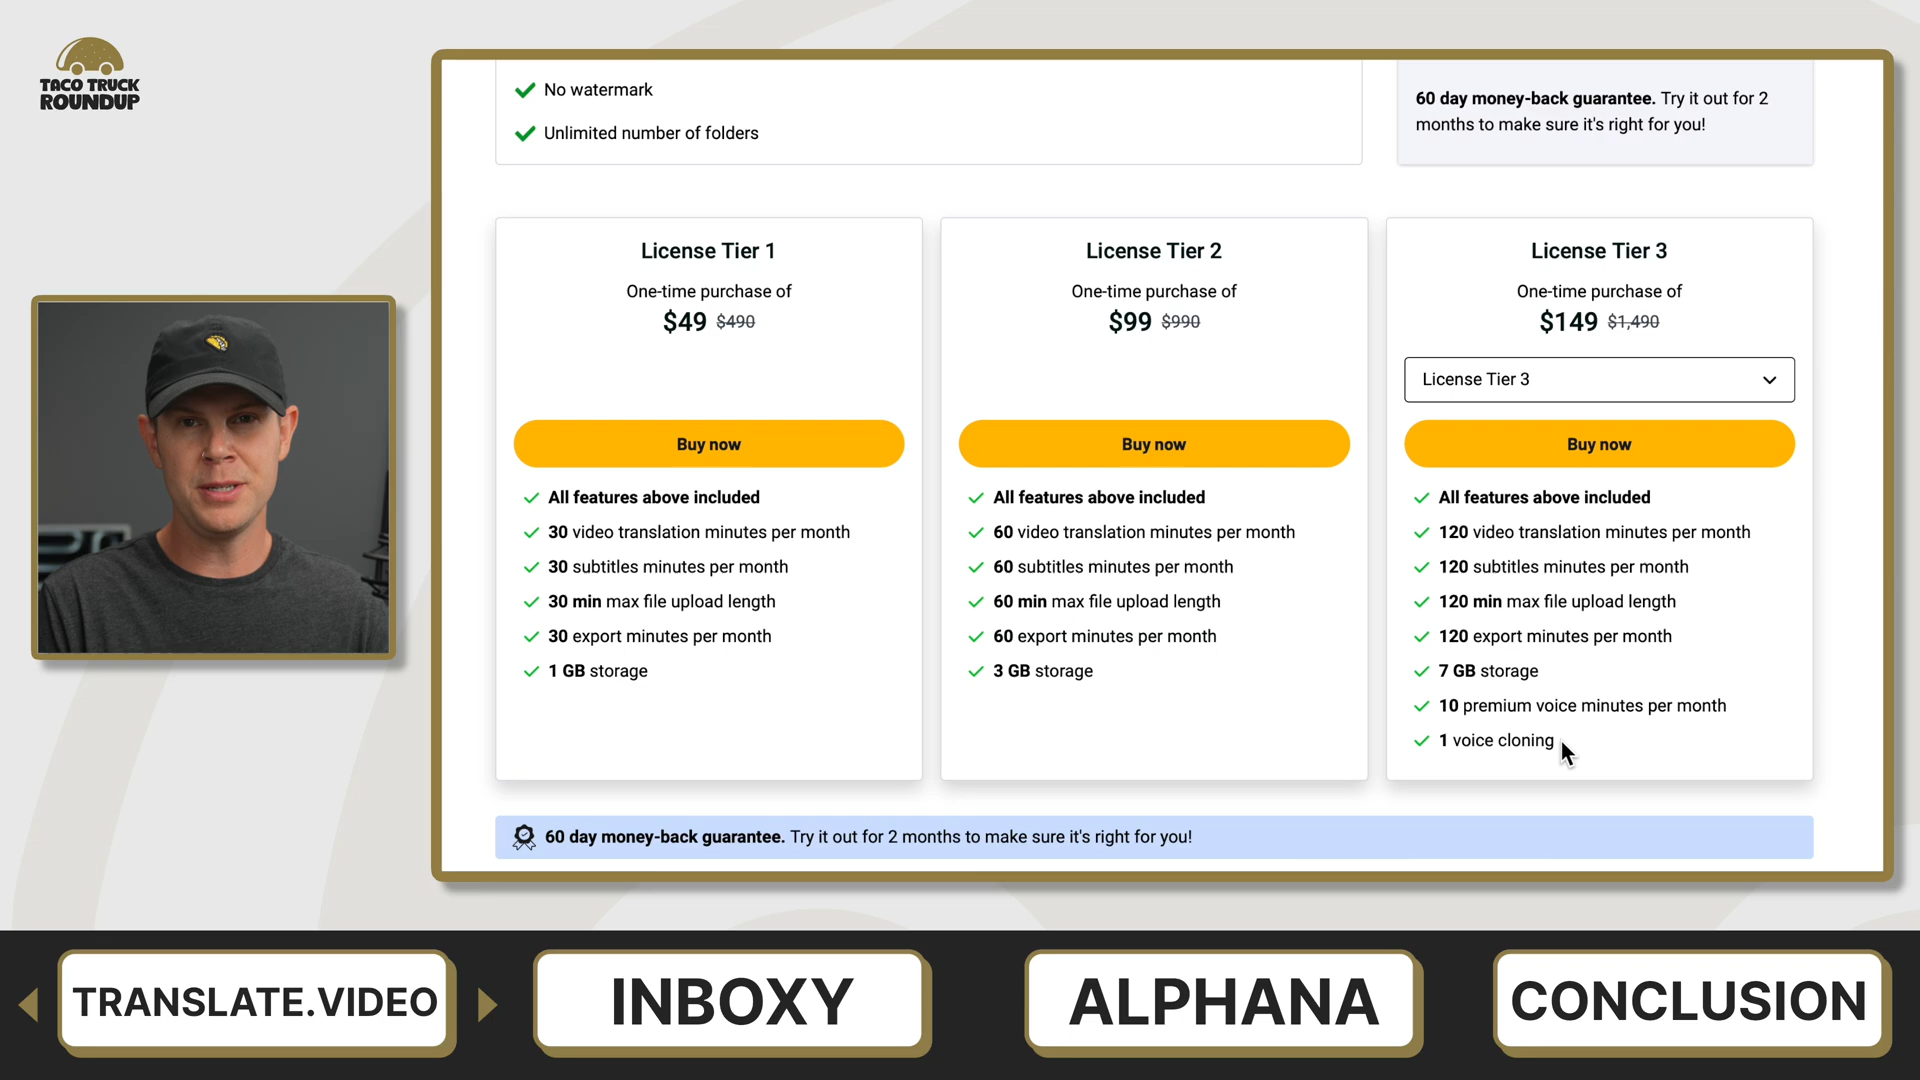 TACO TRUCK
ROUNDUP
No watermark
Unlimited number of folders
60 day money-back guarantee. Try it out for 2
months to make sure it's right for you!
License Tier 1
One-time purchase of
$49 $490
Buy now
All features above included
30 video translation minutes per month
30 subtitles minutes per month
30 min max file upload length
30 export minutes per month
1 GB storage
License Tier 2
One-time purchase of
$99 $990
Buy now
All features above included
60 video translation minutes per month
60 subtitles minutes per month
60 min max file upload length
60 export minutes per month
3 GB storage
License Tier 3
One-time purchase of
$149 $1,490
License Tier 3
Buy now
All features above included
120 video translation minutes per month
120 subtitles minutes per month
120 min max file upload length
120 export minutes per month
7 GB storage
10 premium voice minutes per month
1 voice cloning
60 day money-back guarantee. Try it out for 2 months to make sure it's right for you!
TRANSLATE.VIDEO
INBOXY
ALPHANA
CONCLUSION